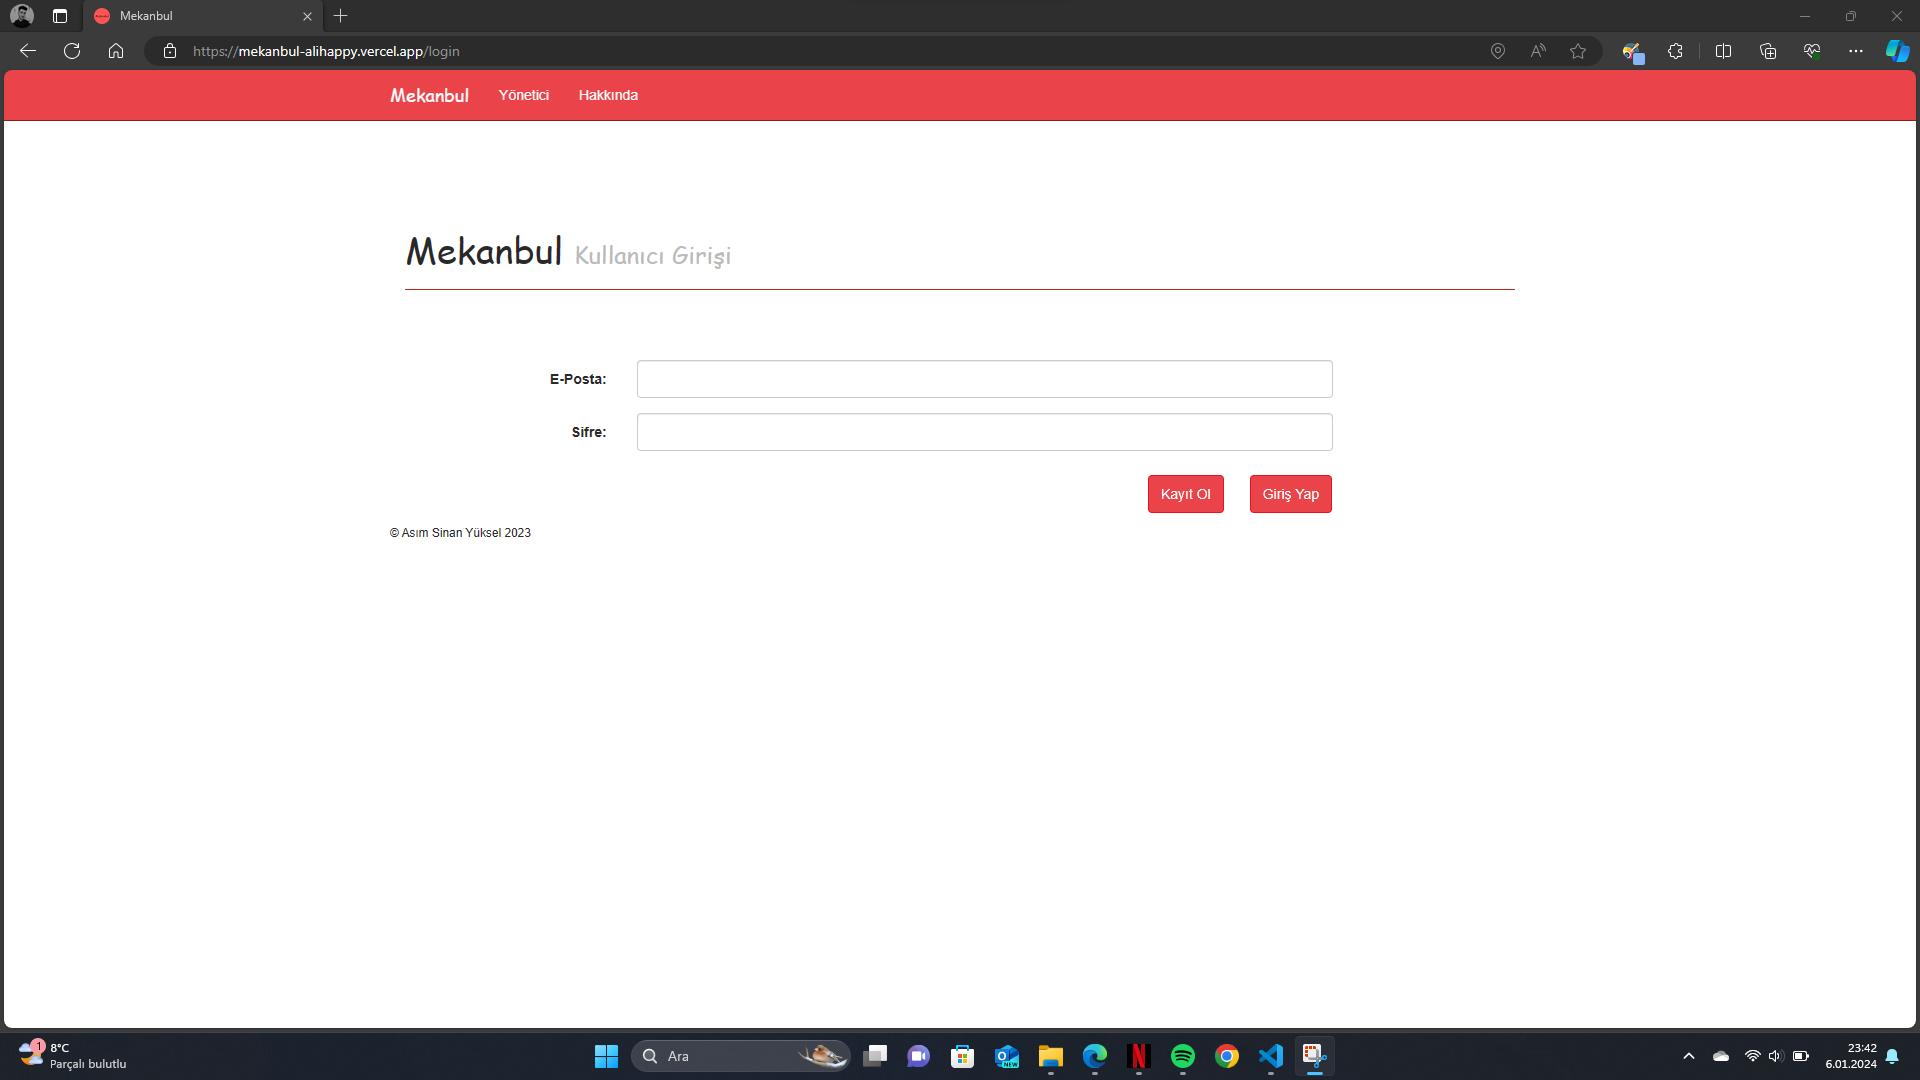 Mekanbul
https://mekanbul-alihappy.vercel.app/login
Mekanbul Yönetici Hakkında
Mekanbul Kullanıcı Girişi
E-Posta:
Sifre:
Kayıt Ol Giriş Yap
© Asım Sinan Yüksel 2023
1 8°C
Parçalı bulutlu
Ara
NEW
23:42
6.01.2024